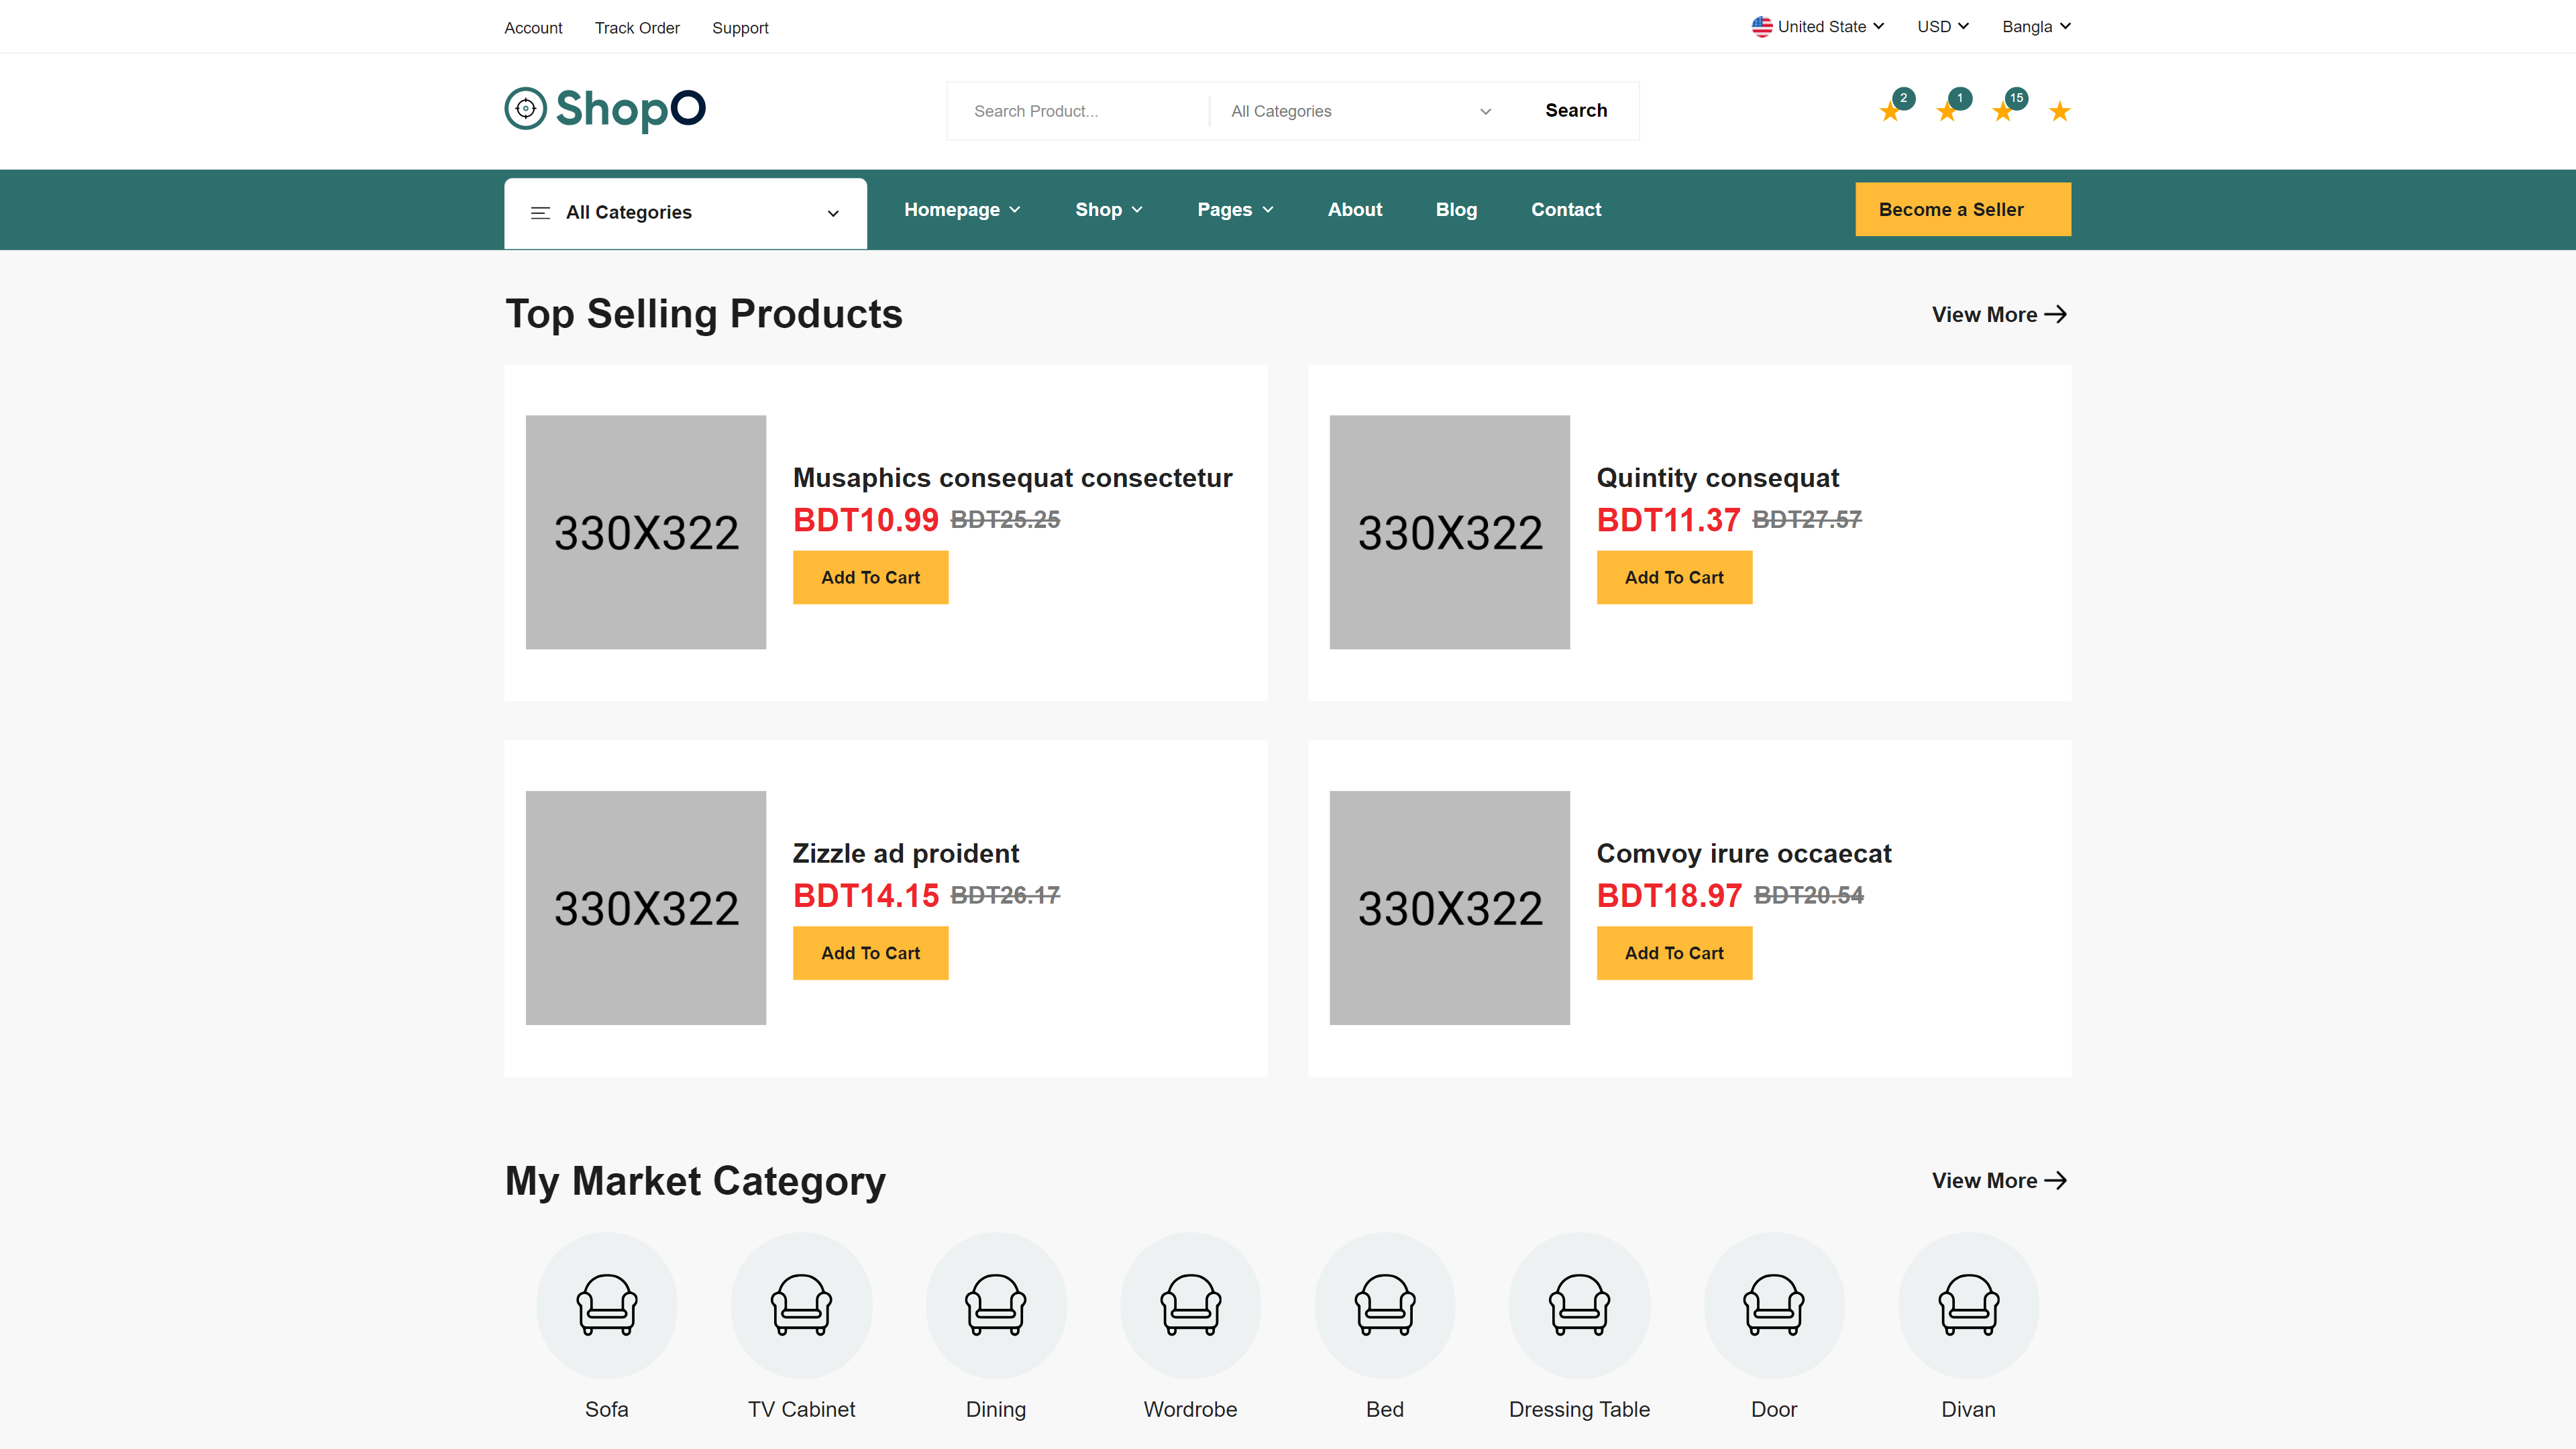 Account Track Order Support United State USD Bangla
ShopO Search Product... All Categories Search 2 1 15
All Categories Homepage Shop Pages About Blog Contact Become a Seller
Top Selling Products View More
330X322
Musaphics consequat consectetur
BDT10.99 BDT25.25
Add To Cart
330X322
Quintity consequat
BDT11.37 BDT27.57
Add To Cart
330X322
Zizzle ad proident
BDT14.15 BDT26.17
Add To Cart
330X322
Comvoy irure occaecat
BDT18.97 BDT20.54
Add To Cart
My Market Category View More
Sofa TV Cabinet Dining Wordrobe Bed Dressing Table Door Divan